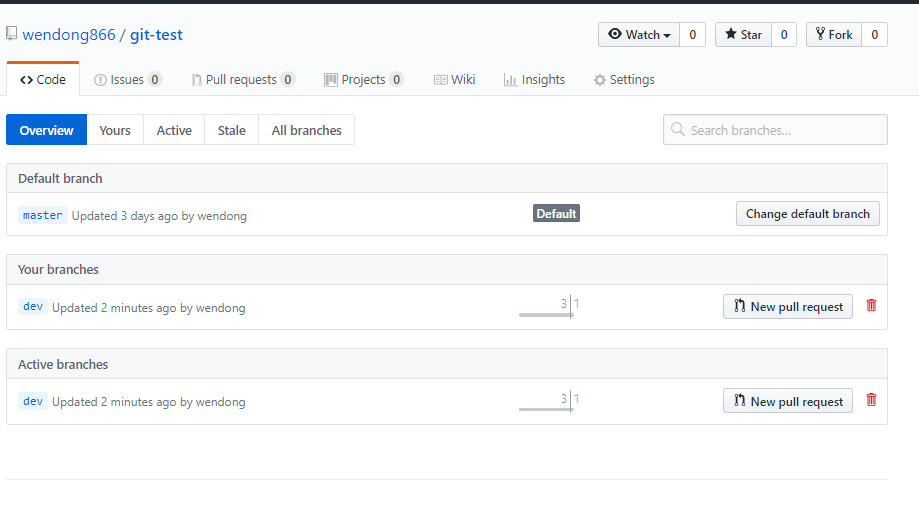 wendong866 / git-test Watch 0 Star 0 Fork 0
Code Issues 0 Pull requests 0 Projects 0 Wiki Insights Settings
Overview Yours Active Stale All branches Search branches...
Default branch
master Updated 3 days ago by wendong Default Change default branch
Your branches
dev Updated 2 minutes ago by wendong 3 1 New pull request
Active branches
dev Updated 2 minutes ago by wendong 3 1 New pull request